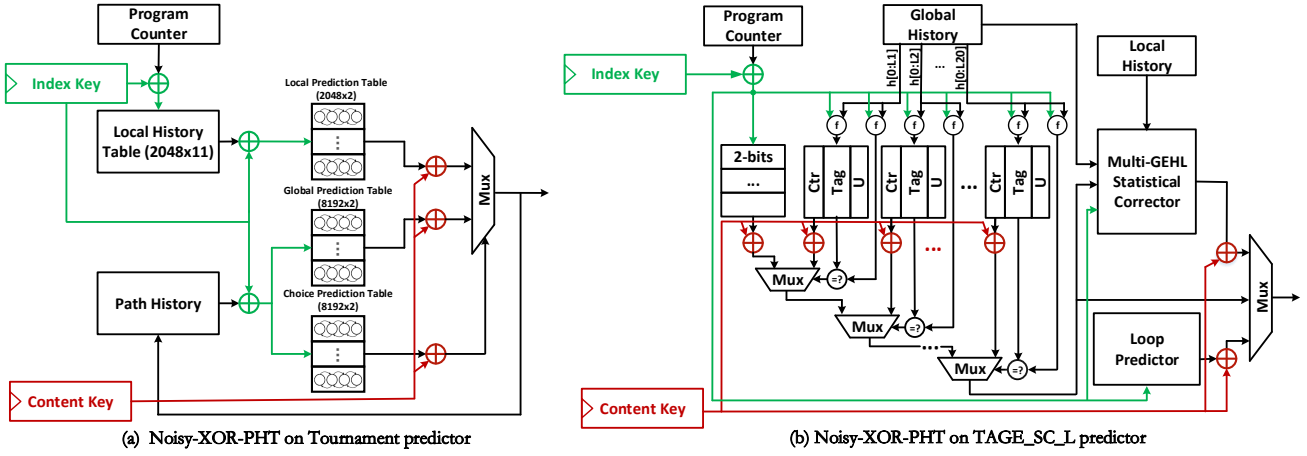 Program
Counter
Index Key
Local History
Table (2048x11)
Path History
Content Key
Local Prediction Table
(2048x2)
...
Global Prediction Table
(8192x2)
...
Choice Prediction Table
(8192x2)
...
Mux
(a) Noisy-XOR-PHT on Tournament predictor
Program
Counter
Global
History
Index Key
h[0:L1]
h[0:L2]
...
h[0:L20]
Local
History
f
f
f
f
f
f
2-bits
...
Ctr
Tag
U
Ctr
Tag
U
...
Ctr
Tag
U
Multi-GEHL
Statistical
Corrector
...
Mux
=?
Mux
=?
...
Mux
=?
Loop
Predictor
Mux
Content Key
(b) Noisy-XOR-PHT on TAGE_SC_L predictor